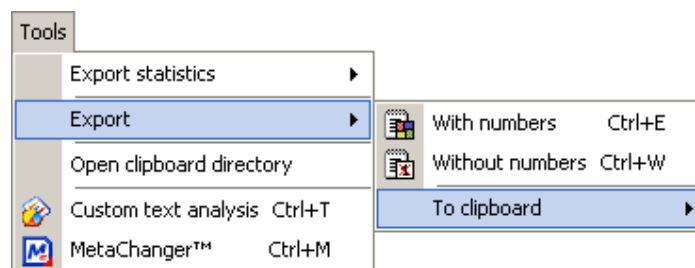 Tools
Export statistics
Export
Open clipboard directory
Custom text analysis Ctrl+T
MetaChanger™ Ctrl+M
With numbers Ctrl+E
Without numbers Ctrl+W
To clipboard